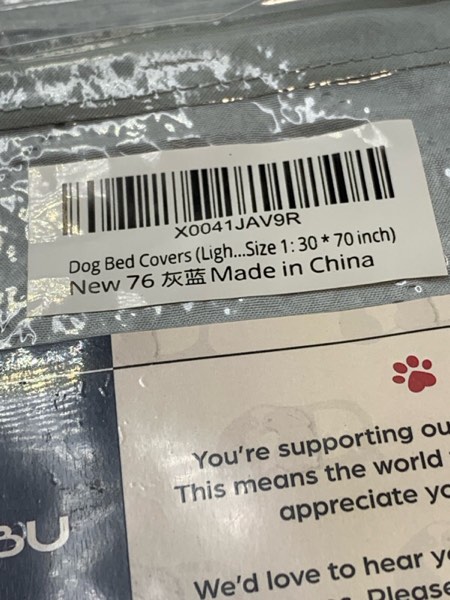 X0041JAV9R
Dog Bed Covers (Ligh...Size 1: 30 * 70 inch)
New 76 灰蓝 Made in China
You're supporting ou
This means the world
appreciate yo
BU
We'd love to hear y
Please